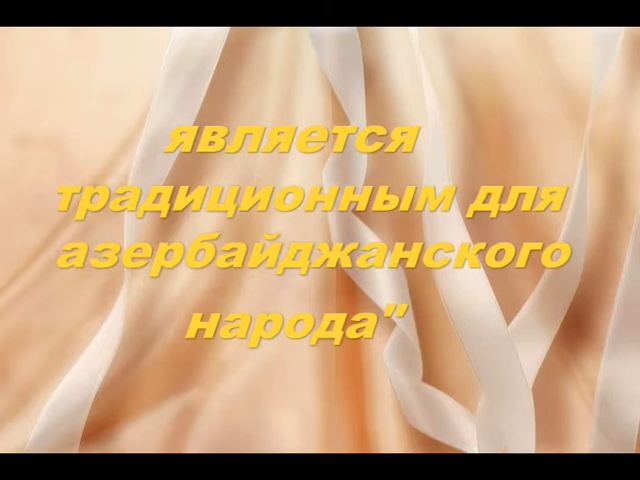 является
традиционным для
азербайджанского
народа"